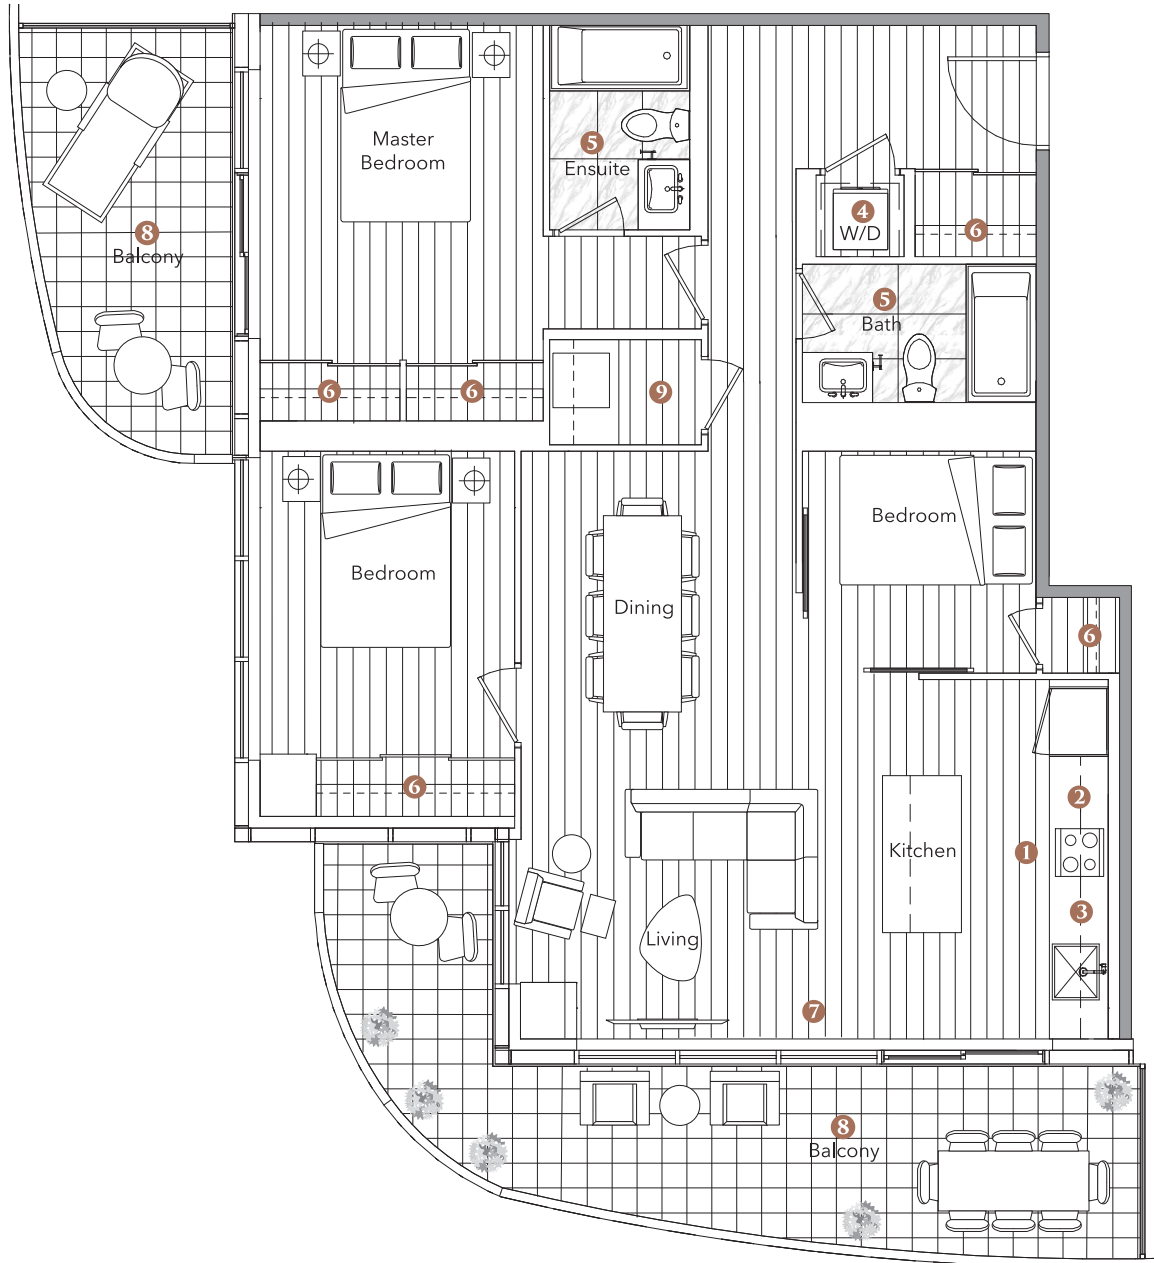 Master
Bedroom
5
Ensuite
4
W/D
6
8
Balcony
5
Bath
6
6
9
Bedroom
Bedroom
Dining
6
6
2
Kitchen
1
3
Living
7
8
Balcony